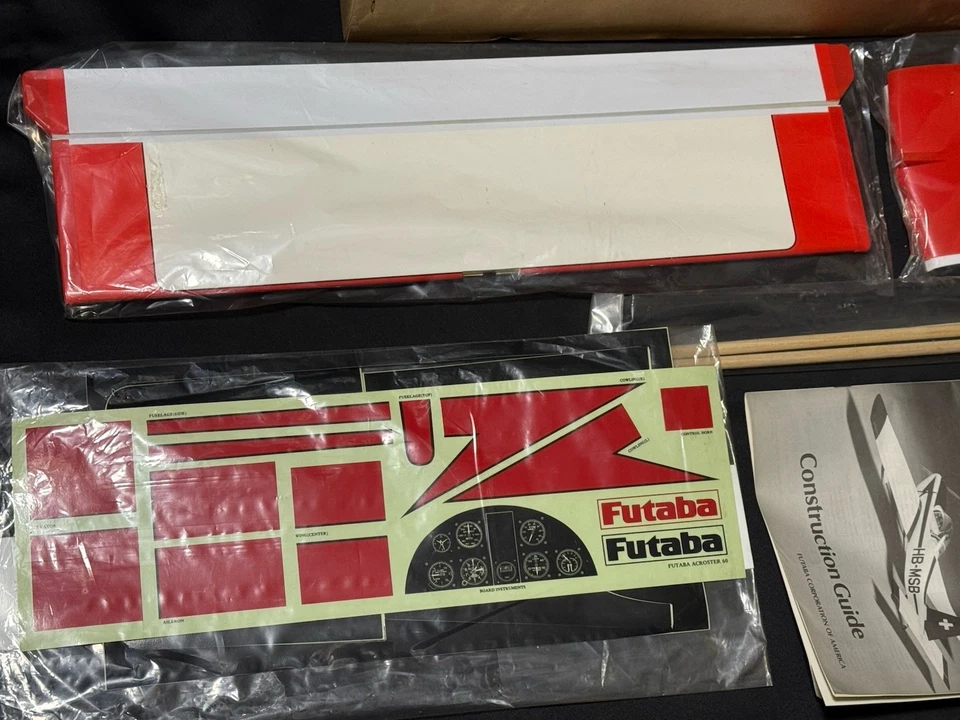 FUSELAGE(SIDE)
FUSELAGE(TOP)
COWLING(R)
CONTROL HORN
COWLING(L)
WING(CENTER)
AILERON
BOARD INSTRUMENTS
Futaba
Futaba
FUTABA ACROSTER 60
Construction Guide
FUTABA CORPORATION OF AMERICA
HB-MSB